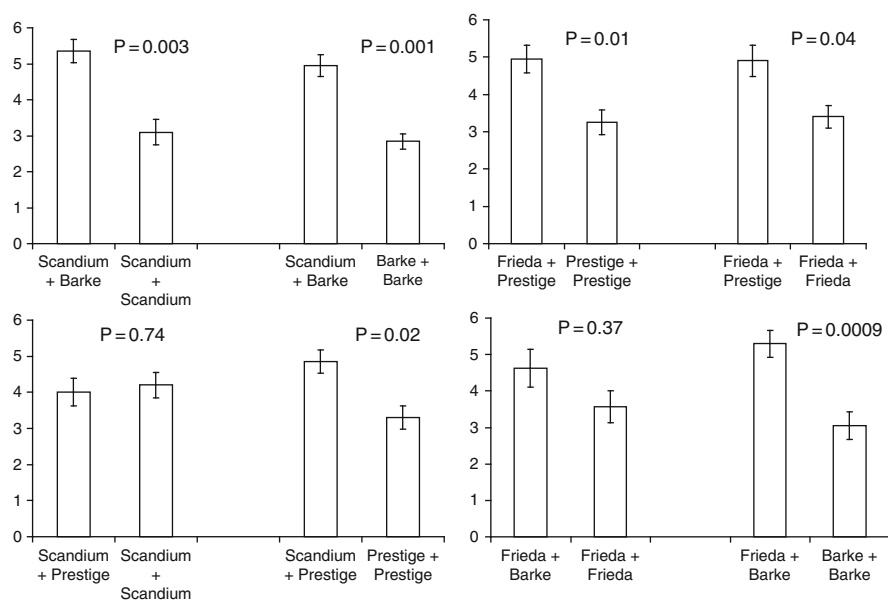 6
5
4
3
2
1
0
P=0.003
P=0.001
Scandium
+ Barke
Scandium
+
Scandium
Scandium
+ Barke
Barke +
Barke
6
5
4
3
2
1
0
P=0.01
P=0.04
Frieda +
Prestige
Prestige +
Prestige
Frieda +
Prestige
Frieda +
Frieda
6
5
4
3
2
1
0
P=0.74
P=0.02
Scandium
+ Prestige
Scandium
+
Scandium
Scandium
+ Prestige
Prestige +
Prestige
6
5
4
3
2
1
0
P=0.37
P=0.0009
Frieda +
Barke
Frieda +
Frieda
Frieda +
Barke
Barke +
Barke